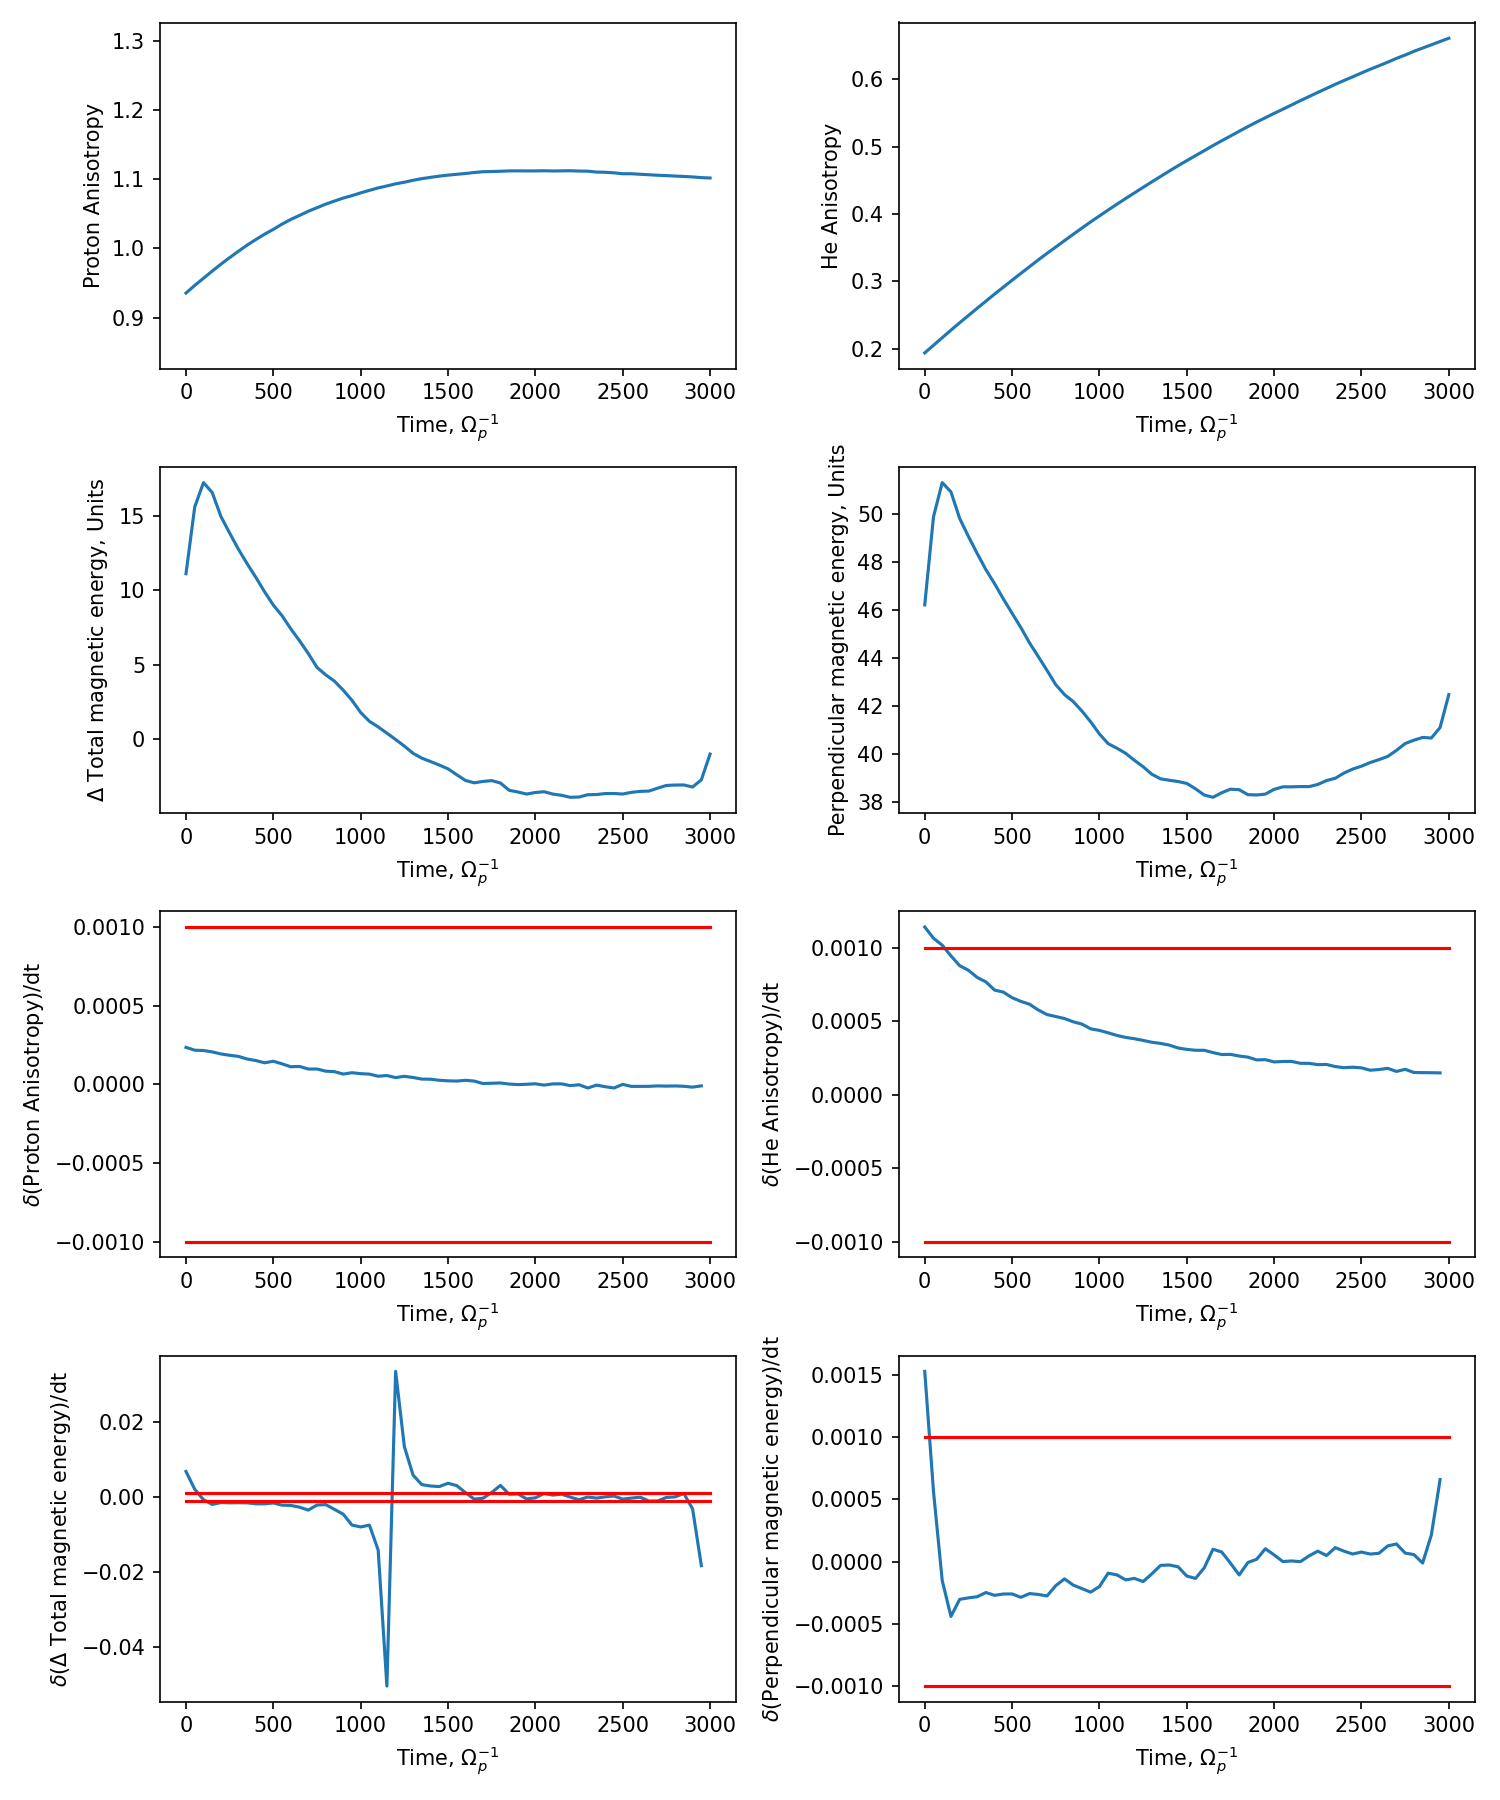 Proton Anisotropy
1.3
1.2
1.1
1.0
0.9
0 500 1000 1500 2000 2500 3000
Time, Ωp⁻¹
He Anisotropy
0.6
0.5
0.4
0.3
0.2
0 500 1000 1500 2000 2500 3000
Time, Ωp⁻¹
Δ Total magnetic energy, Units
15
10
5
0
0 500 1000 1500 2000 2500 3000
Time, Ωp⁻¹
Perpendicular magnetic energy, Units
50
48
46
44
42
40
38
0 500 1000 1500 2000 2500 3000
Time, Ωp⁻¹
δ(Proton Anisotropy)/dt
0.0010
0.0005
0.0000
−0.0005
−0.0010
0 500 1000 1500 2000 2500 3000
Time, Ωp⁻¹
δ(He Anisotropy)/dt
0.0010
0.0005
0.0000
−0.0005
−0.0010
0 500 1000 1500 2000 2500 3000
Time, Ωp⁻¹
δ(Δ Total magnetic energy)/dt
0.02
0.00
−0.02
−0.04
0 500 1000 1500 2000 2500 3000
Time, Ωp⁻¹
δ(Perpendicular magnetic energy)/dt
0.0015
0.0010
0.0005
0.0000
−0.0005
−0.0010
0 500 1000 1500 2000 2500 3000
Time, Ωp⁻¹